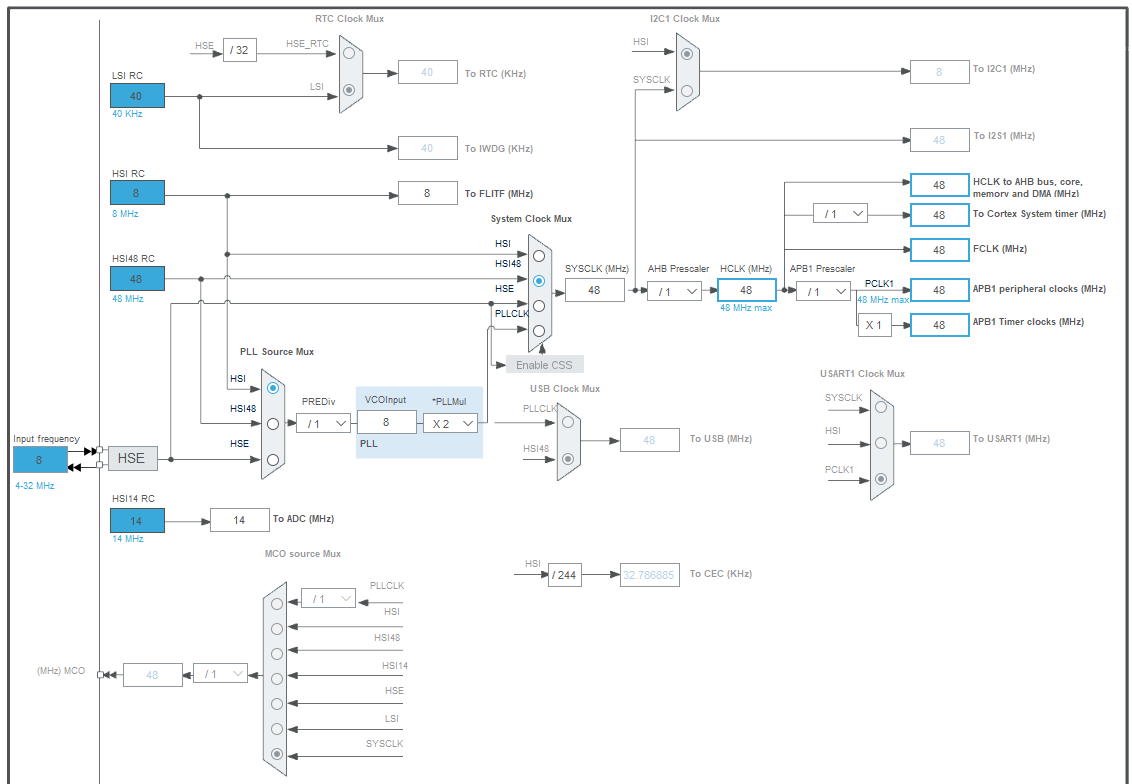 RTC Clock Mux
I2C1 Clock Mux
HSE
/ 32
HSE_RTC
HSI
LSI RC
40
To RTC (KHz)
8
To I2C1 (MHz)
SYSCLK
LSI
40
40 KHz
48
To I2S1 (MHz)
40
To IWDG (KHz)
HSI RC
8
8 MHz
8
To FLITF (MHz)
48
HCLK to AHB bus, core,
memory and DMA (MHz)
System Clock Mux
/ 1
48
To Cortex System timer (MHz)
HSI
48
FCLK (MHz)
HSI48 RC
48
48 MHz
HSI48
SYSCLK (MHz)
AHB Prescaler
HCLK (MHz)
APB1 Prescaler
HSE
48
/ 1
48
48 MHz max
/ 1
PCLK1
48 MHz max
48
APB1 peripheral clocks (MHz)
PLLCLK
X 1
48
APB1 Timer clocks (MHz)
PLL Source Mux
Enable CSS
HSI
USB Clock Mux
USART1 Clock Mux
PREDiv
VCOInput
*PLLMul
HSI48
/ 1
8
X 2
PLL
PLLCLK
SYSCLK
HSE
HSI48
48
To USB (MHz)
HSI
48
To USART1 (MHz)
PCLK1
Input frequency
8
4-32 MHz
HSE
HSI14 RC
14
14 MHz
14
To ADC (MHz)
MCO source Mux
HSI
/ 244
32.786885
To CEC (KHz)
PLLCLK
/ 1
HSI
HSI48
HSI14
(MHz) MCO
48
/ 1
HSE
LSI
SYSCLK